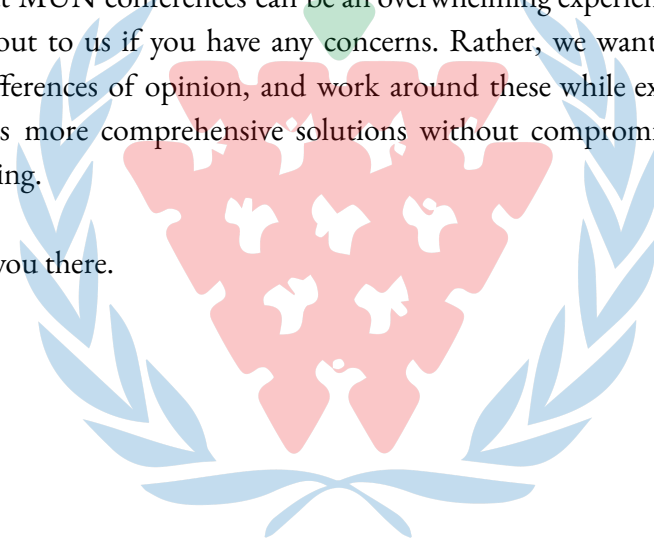 MUN conferences can be an overwhelming
out to us if you have any concerns. Rather, we want
fferences of opinion, and work around these while ex
s more comprehensive solutions without comprom
ing.
you there.